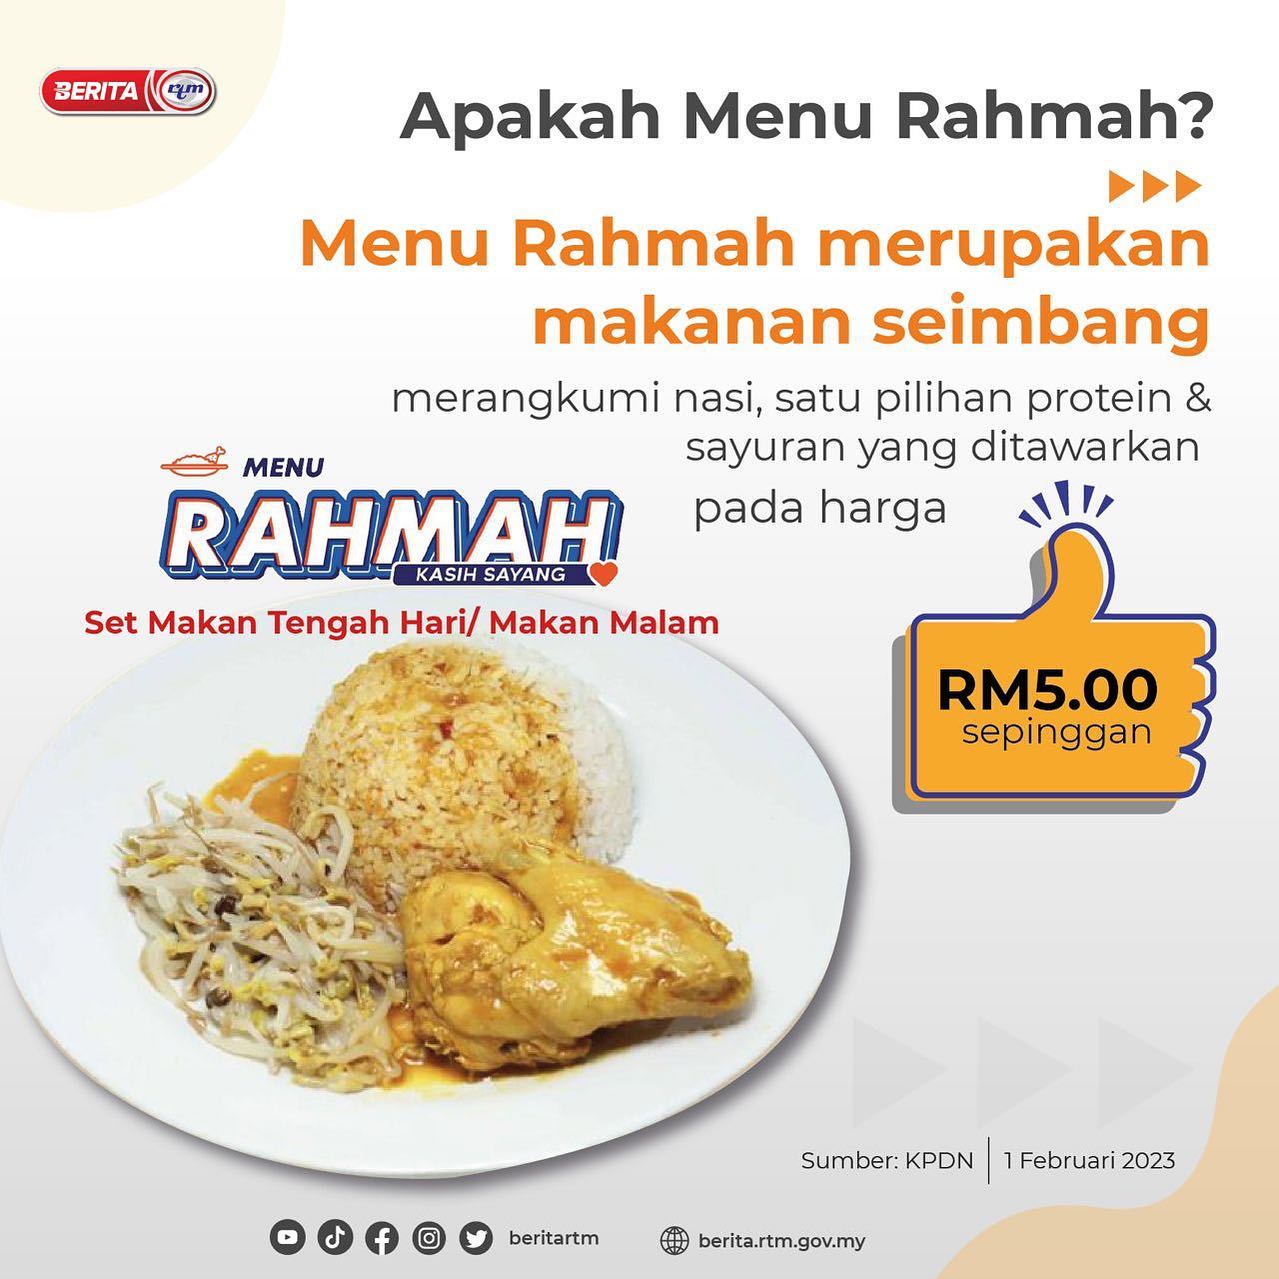 BERITA rtm
Apakah Menu Rahmah?
Menu Rahmah merupakan
makanan seimbang
merangkumi nasi, satu pilihan protein &
sayuran yang ditawarkan
pada harga
MENU
RAHMAH
KASIH SAYANG
Set Makan Tengah Hari/ Makan Malam
RM5.00
sepinggan
Sumber: KPDN | 1 Februari 2023
beritartm
berita.rtm.gov.my